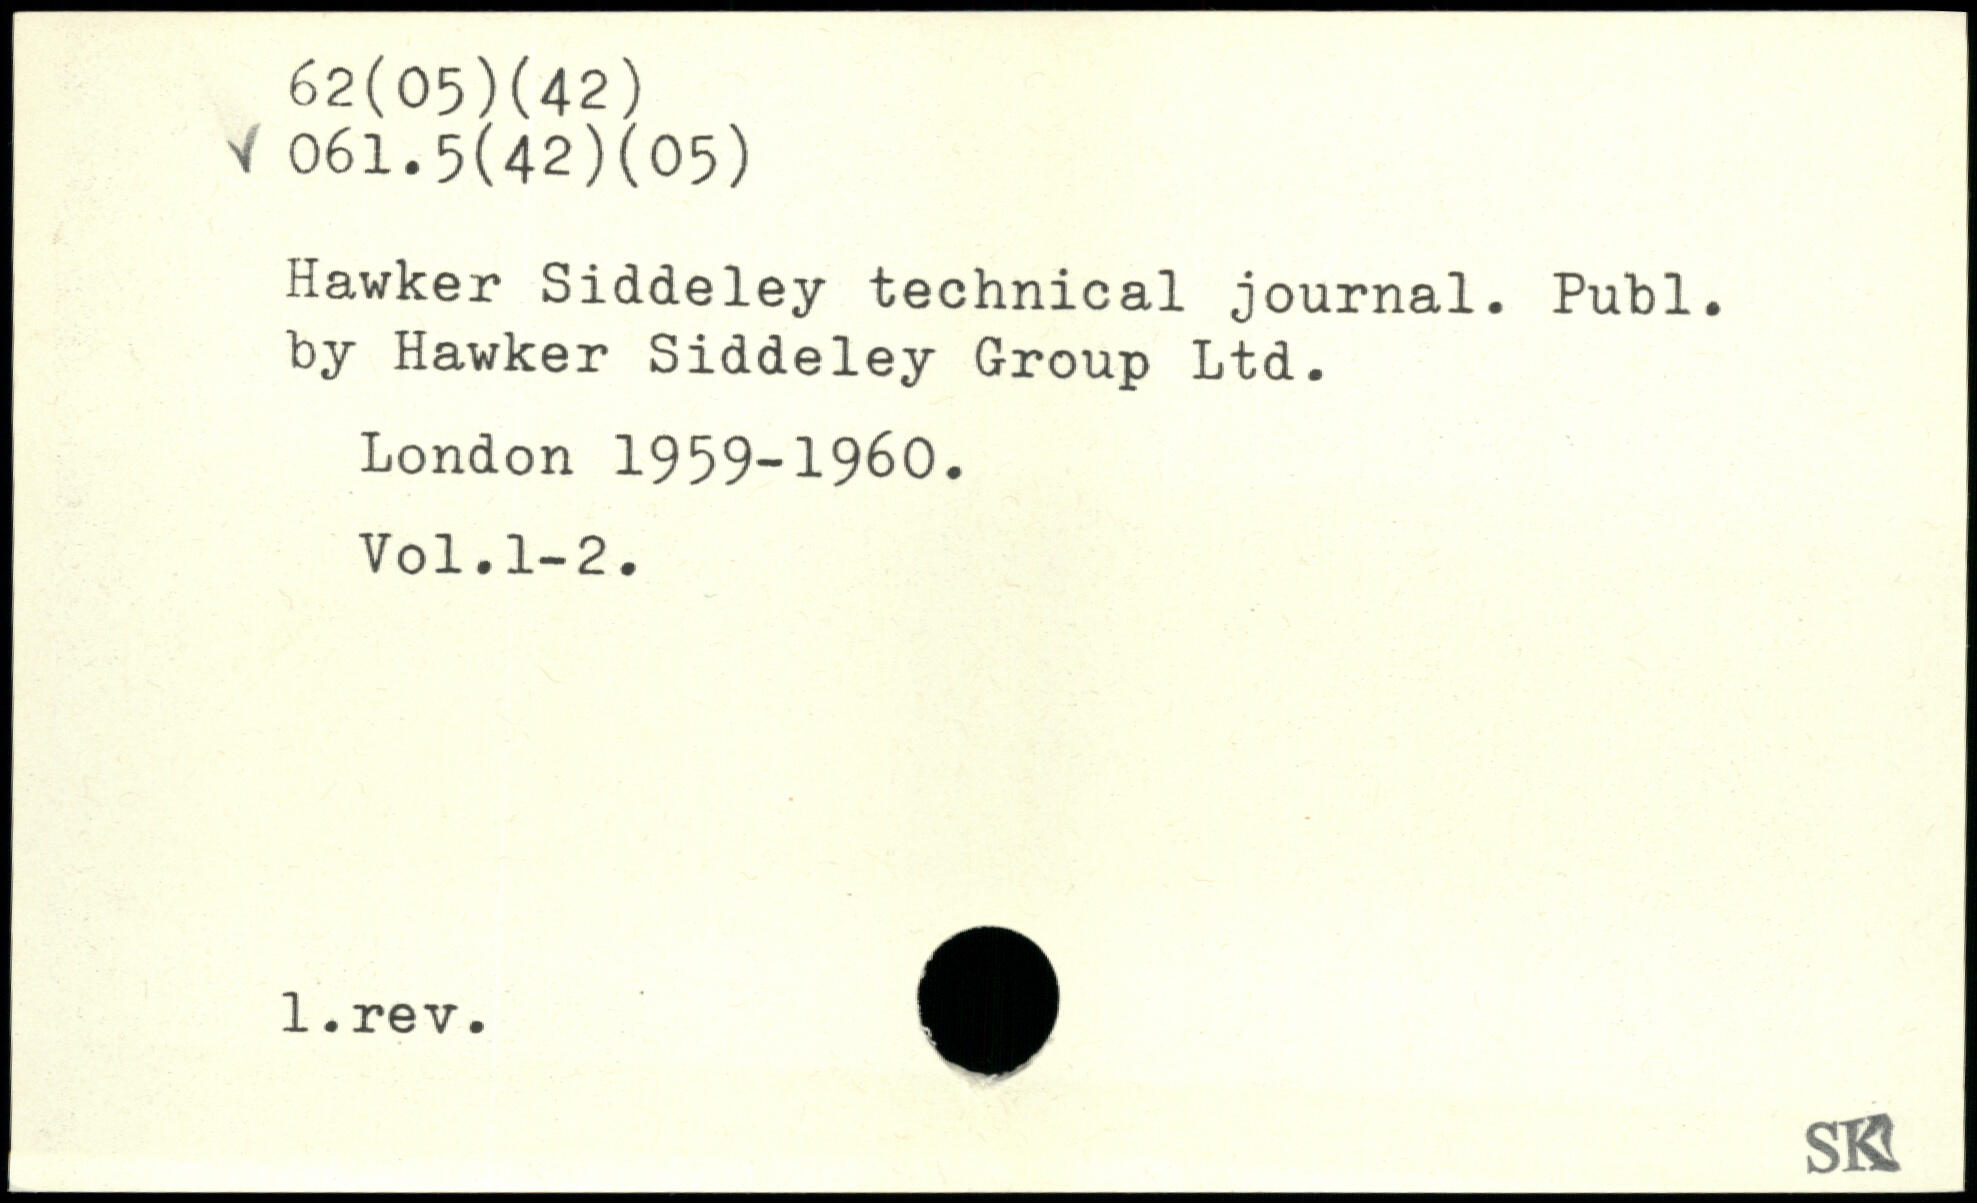 62(05)(42)
✓ 061.5(42)(05)
Hawker Siddeley technical journal. Publ.
by Hawker Siddeley Group Ltd.
London 1959-1960.
Vol.1-2.
1.rev.
SK